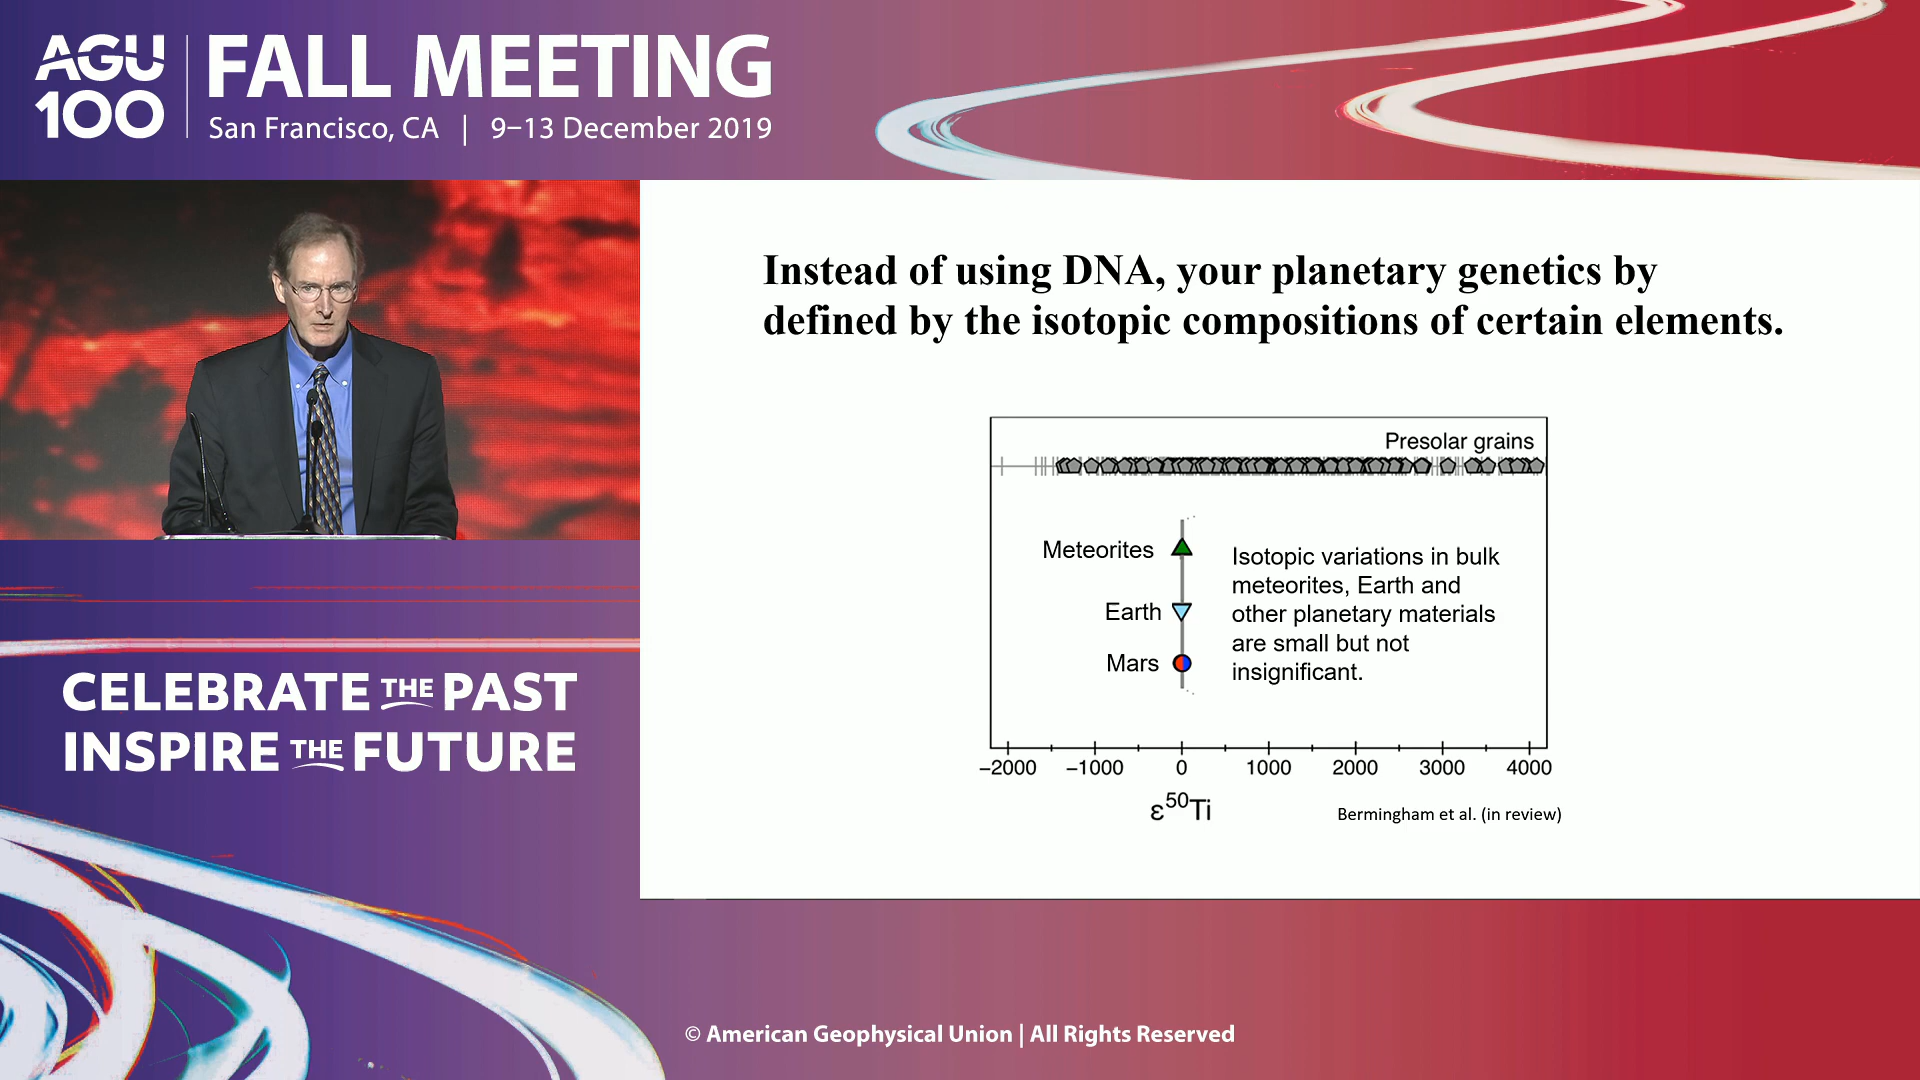 AGU
100
FALL MEETING
San Francisco, CA | 9–13 December 2019
Instead of using DNA, your planetary genetics by
defined by the isotopic compositions of certain elements.
Presolar grains
Meteorites
Earth
Mars
Isotopic variations in bulk
meteorites, Earth and
other planetary materials
are small but not
insignificant.
−2000 −1000 0 1000 2000 3000 4000
ε⁵⁰Ti
Bermingham et al. (in review)
CELEBRATE THE PAST
INSPIRE THE FUTURE
© American Geophysical Union | All Rights Reserved